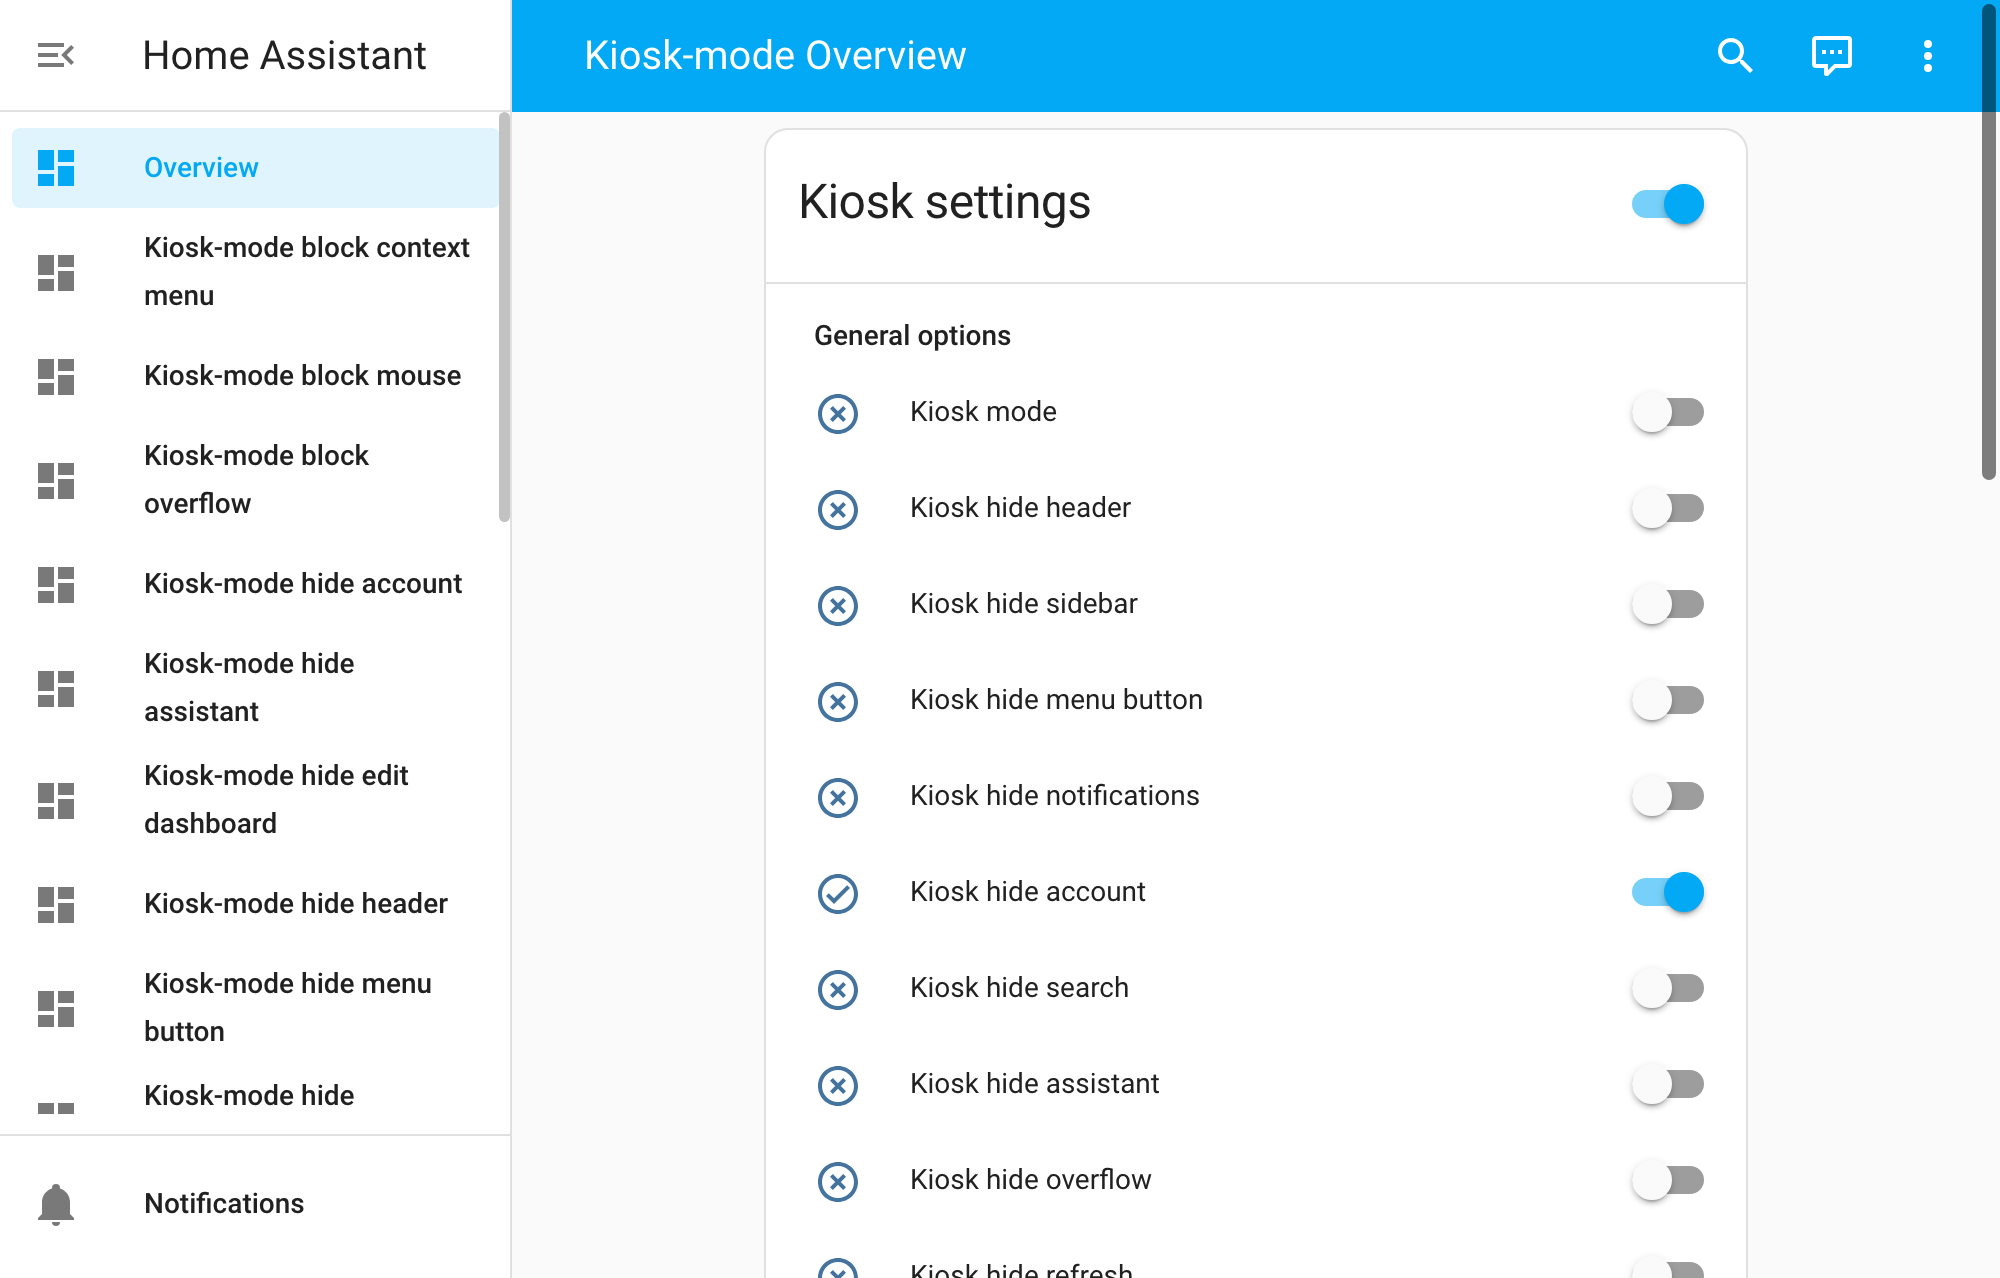 Home Assistant
Kiosk-mode Overview
Overview
Kiosk-mode block context
menu
Kiosk-mode block mouse
Kiosk-mode block
overflow
Kiosk-mode hide account
Kiosk-mode hide
assistant
Kiosk-mode hide edit
dashboard
Kiosk-mode hide header
Kiosk-mode hide menu
button
Kiosk-mode hide
Notifications
Kiosk settings
General options
Kiosk mode
Kiosk hide header
Kiosk hide sidebar
Kiosk hide menu button
Kiosk hide notifications
Kiosk hide account
Kiosk hide search
Kiosk hide assistant
Kiosk hide overflow
Kiosk hide refresh